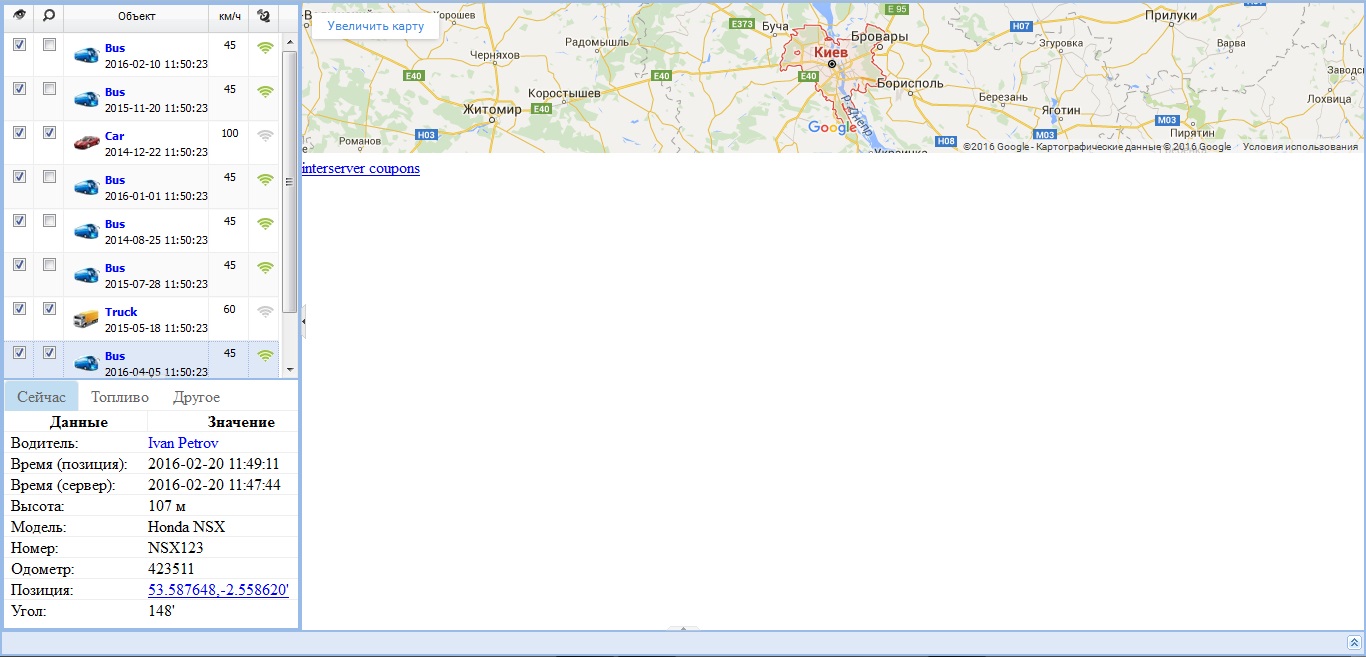 Объект км/ч
Bus 45
2016-02-10 11:50:23
Bus 45
2015-11-20 11:50:23
Car 100
2014-12-22 11:50:23
Bus 45
2016-01-01 11:50:23
Bus 45
2014-08-25 11:50:23
Bus 45
2015-07-28 11:50:23
Truck 60
2015-05-18 11:50:23
Bus 45
2016-04-05 11:50:23
Сейчас Топливо Другое
Данные Значение
Водитель: Ivan Petrov
Время (позиция): 2016-02-20 11:49:11
Время (сервер): 2016-02-20 11:47:44
Высота: 107 м
Модель: Honda NSX
Номер: NSX123
Одометр: 423511
Позиция: 53.587648,-2.558620'
Угол: 148'
Увеличить карту
E 95
Прилуки
E373
Буча
H07
Бровары
Згуровка
Варва
Радомышль
Киев
Черняхов
E40
E40
E40
Борисполь
Коростышев
Березань
Лохвица
Житомир
E40
р. Днепр
Яготин
M03
Google
H03
M03
Пирятин
Романов
H08
©2016 Google - Картографические данные © 2016 Google Условия использования
interserver coupons